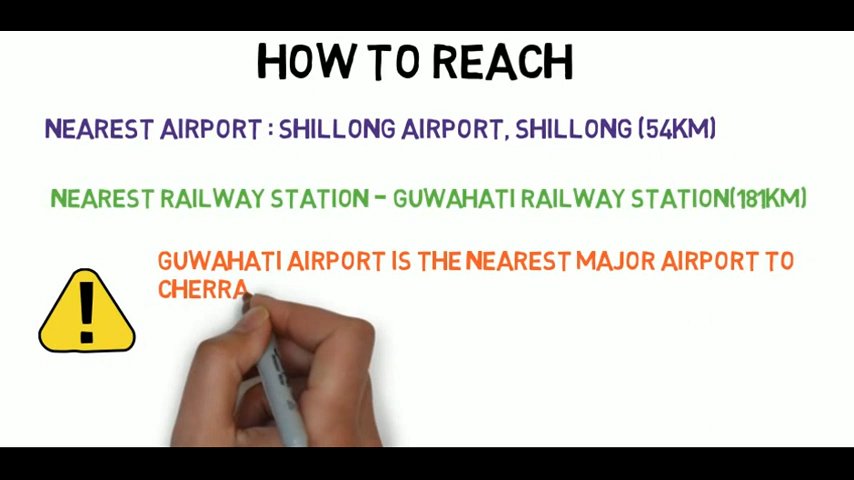 HOW TO REACH
NEAREST AIRPORT : SHILLONG AIRPORT, SHILLONG (54KM)
NEAREST RAILWAY STATION - GUWAHATI RAILWAY STATION(181KM)
GUWAHATI AIRPORT IS THE NEAREST MAJOR AIRPORT TO
CHERRA
!